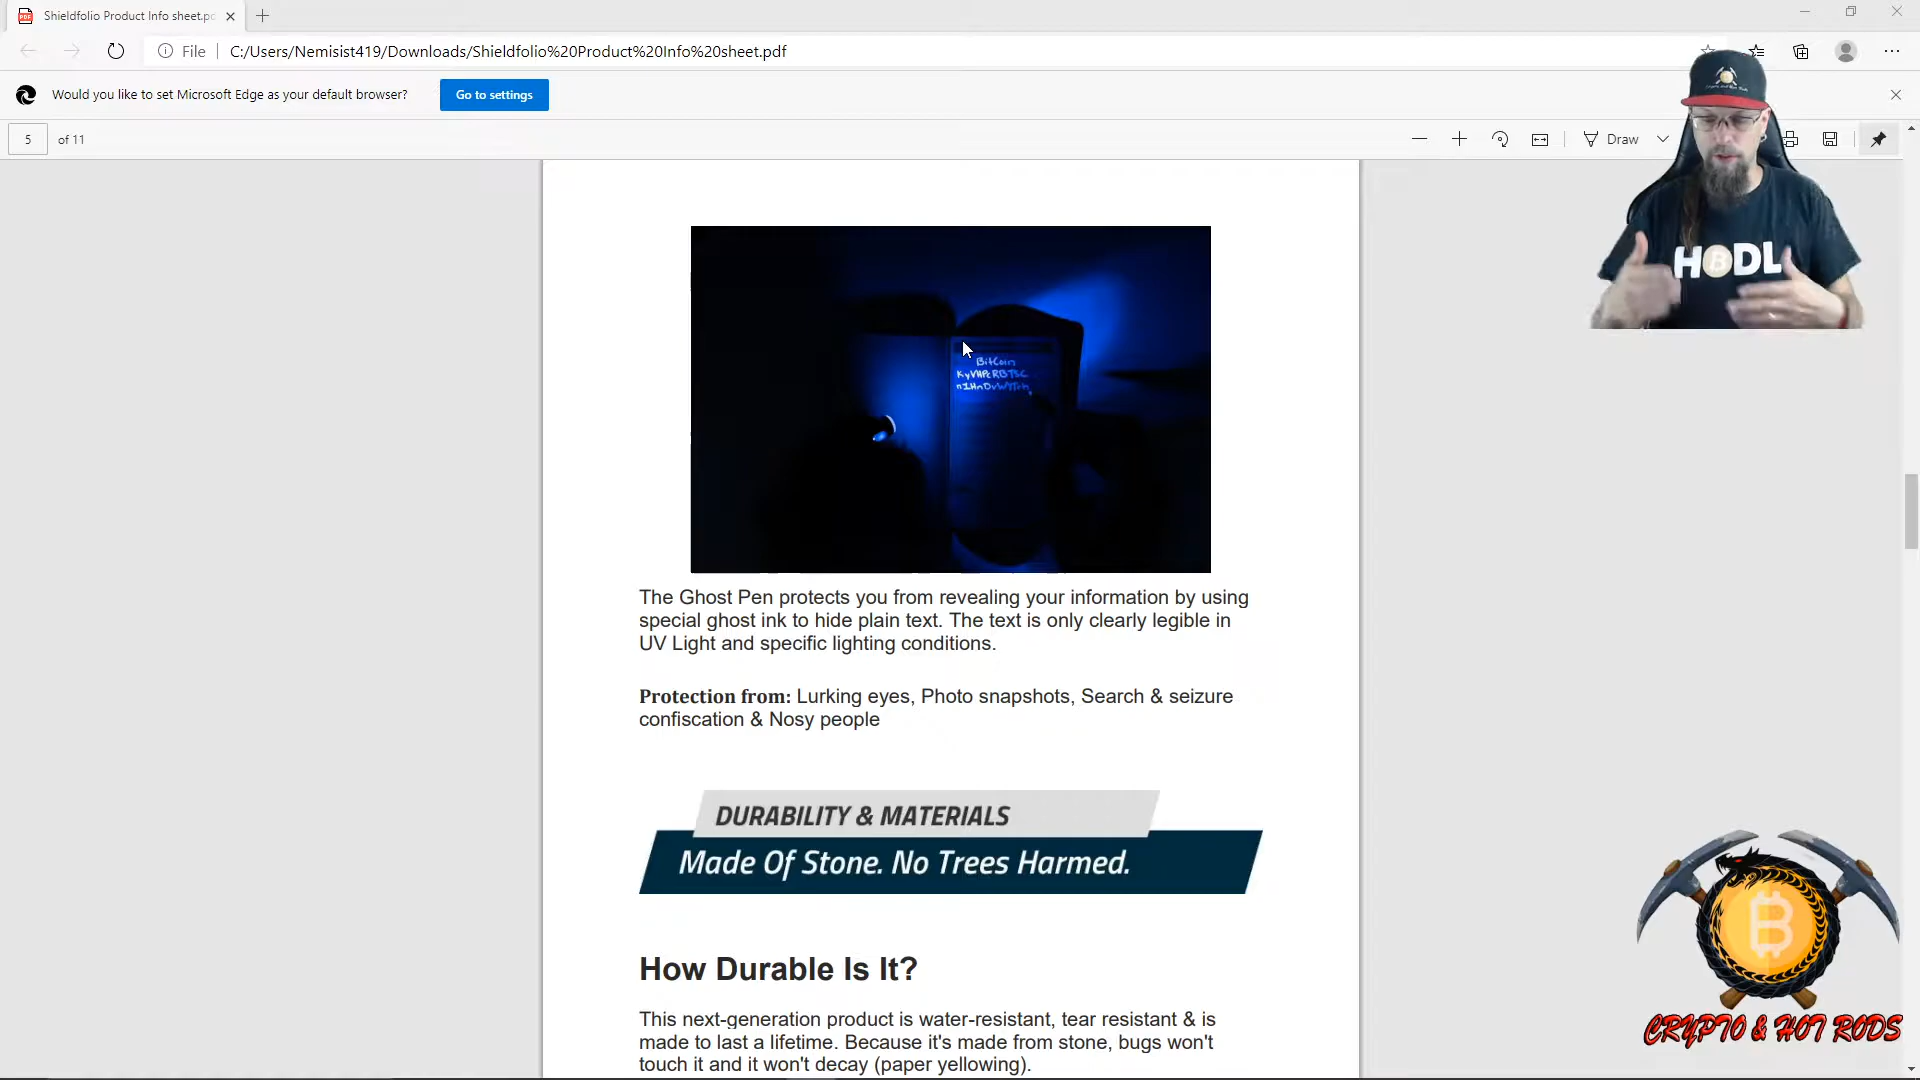 Shieldfolio Product Info sheet.pd
File C:/Users/Nemisist419/Downloads/Shieldfolio%20Product%20Info%20sheet.pdf
Would you like to set Microsoft Edge as your default browser? Go to settings
5 of 11 Draw
HODL
BitCoin
The Ghost Pen protects you from revealing your information by using
special ghost ink to hide plain text. The text is only clearly legible in
UV Light and specific lighting conditions.
Protection from: Lurking eyes, Photo snapshots, Search & seizure
confiscation & Nosy people
DURABILITY & MATERIALS
Made Of Stone. No Trees Harmed.
How Durable Is It?
This next-generation product is water-resistant, tear resistant & is
made to last a lifetime. Because it's made from stone, bugs won't
touch it and it won't decay (paper yellowing).
CRYPTO & HOT RODS